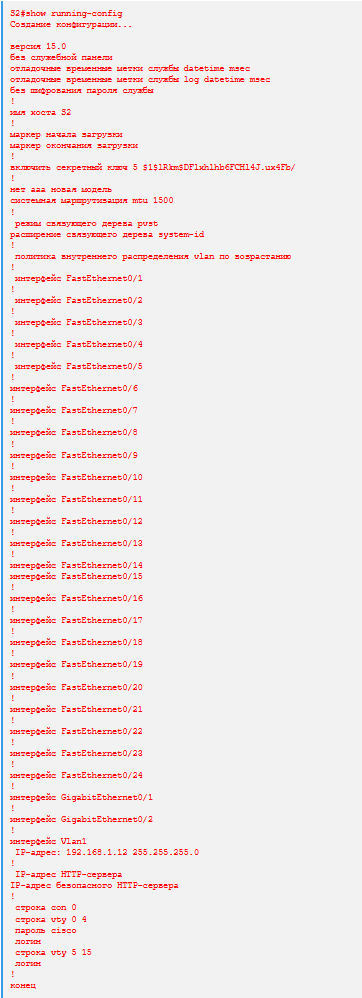 S2#show running-config
Создание конфигурации...
версия 15.0
без служебной панели
отладочные временные метки службы datetime msec
отладочные временные метки службы log datetime msec
без шифрования пароля службы
!
имя хоста S2
!
маркер начала загрузки
маркер окончания загрузки
!
включить секретный ключ 5 $1$lRkm$DFlxhlhb6FCHl4J.ux4Fb/
!
нет ааа новая модель
системная маршрутизация mtu 1500
!
режим связующего дерева pvst
расширение связующего дерева system-id
!
политика внутреннего распределения vlan по возрастанию
!
интерфейс FastEthernet0/1
!
интерфейс FastEthernet0/2
!
интерфейс FastEthernet0/3
!
интерфейс FastEthernet0/4
!
интерфейс FastEthernet0/5
!
интерфейс FastEthernet0/6
!
интерфейс FastEthernet0/7
!
интерфейс FastEthernet0/8
!
интерфейс FastEthernet0/9
!
интерфейс FastEthernet0/10
!
интерфейс FastEthernet0/11
!
интерфейс FastEthernet0/12
!
интерфейс FastEthernet0/13
!
интерфейс FastEthernet0/14
интерфейс FastEthernet0/15
!
интерфейс FastEthernet0/16
!
интерфейс FastEthernet0/17
!
интерфейс FastEthernet0/18
!
интерфейс FastEthernet0/19
!
интерфейс FastEthernet0/20
!
интерфейс FastEthernet0/21
!
интерфейс FastEthernet0/22
!
интерфейс FastEthernet0/23
!
интерфейс FastEthernet0/24
!
интерфейс GigabitEthernet0/1
!
интерфейс GigabitEthernet0/2
!
интерфейс Vlan1
IP-адрес: 192.168.1.12 255.255.255.0
!
IP-адрес HTTP-сервера
IP-адрес безопасного HTTP-сервера
!
строка con 0
строка vty 0 4
пароль cisco
логин
строка vty 5 15
логин
!
конец